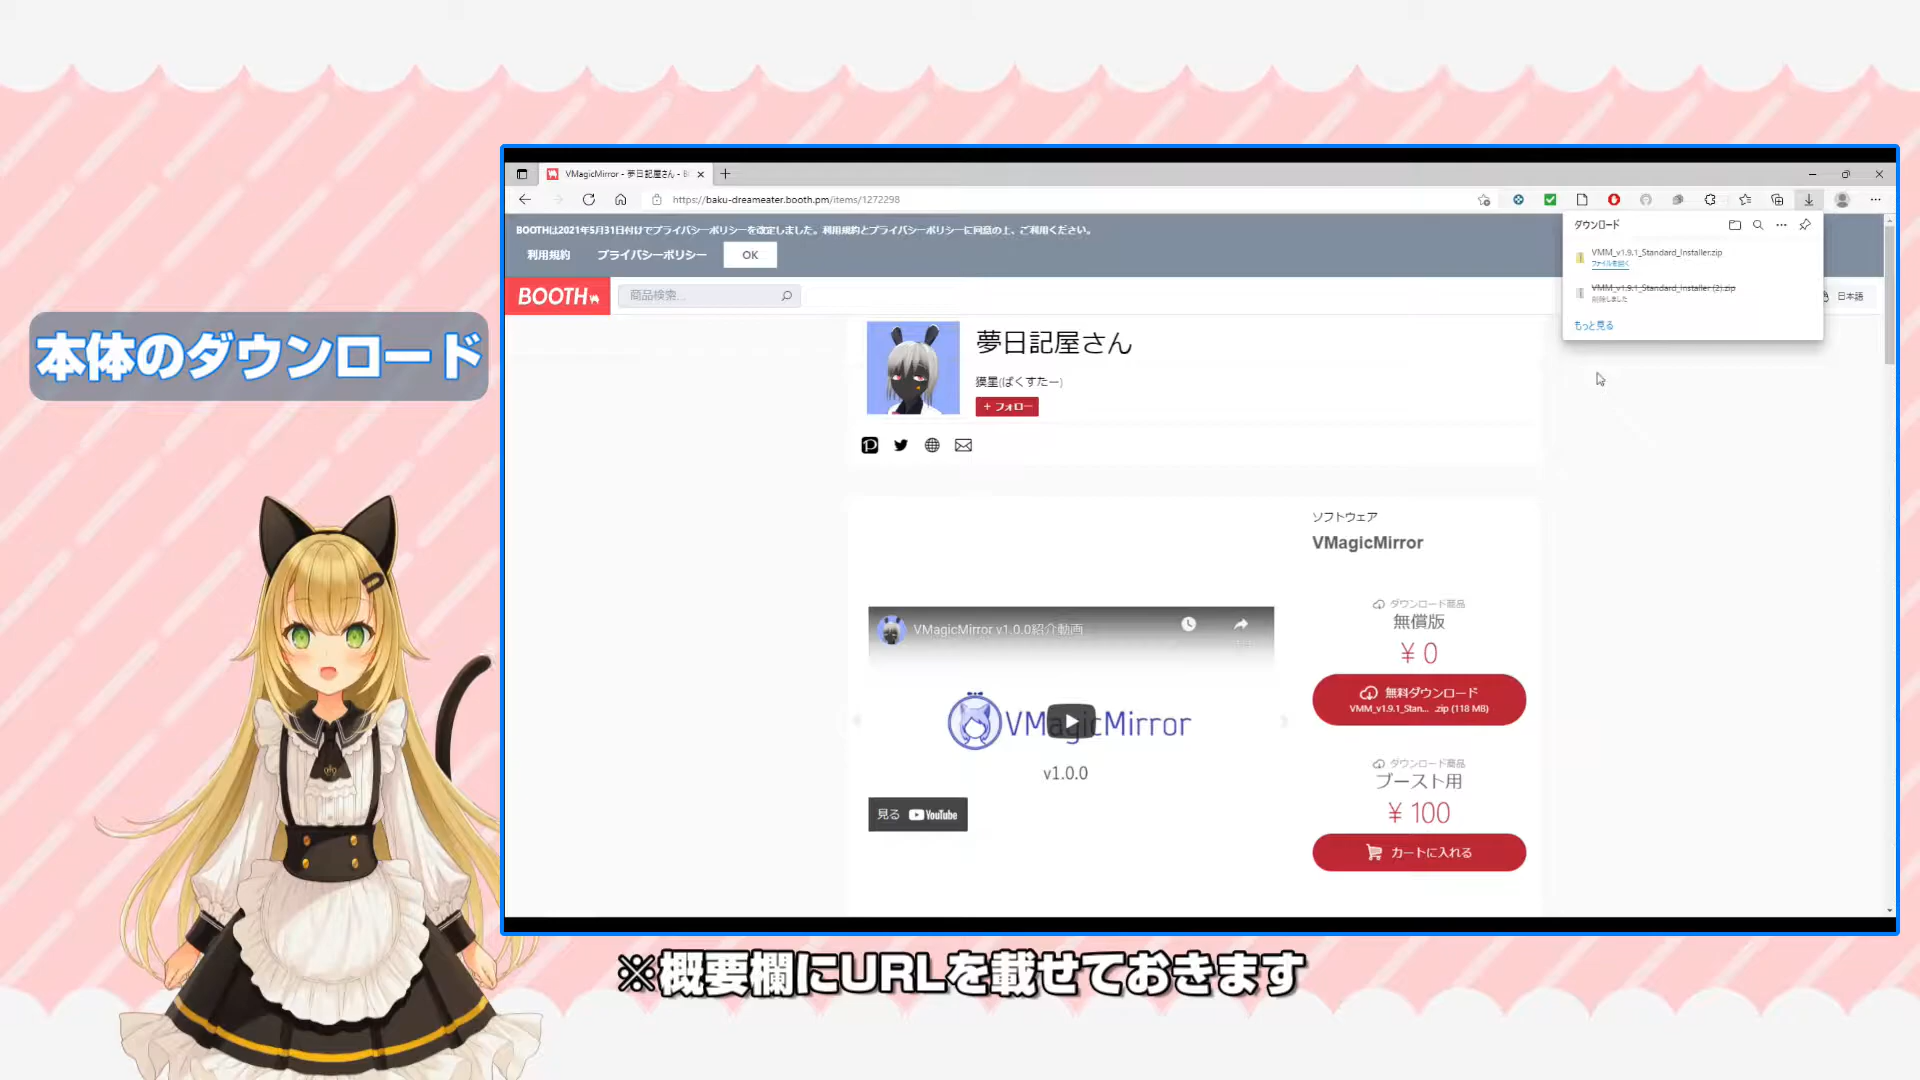 本体のダウンロード
VMagicMirror - 夢日記屋さん - B
https://baku-dreameater.booth.pm/items/1272298
BOOTHは2021年5月31日付けでプライバシーポリシーを改定しました。利用規約とプライバシーポリシーに同意の上、ご利用ください。
利用規約
プライバシーポリシー
OK
ダウンロード
VMM_v1.9.1_Standard_Installer.zip
ファイルを開く
VMM_v1.9.1_Standard_Installer (2).zip
削除しました
もっと見る
BOOTH
商品検索...
日本語
夢日記屋さん
獏星(ばくすたー)
+ フォロー
ソフトウェア
VMagicMirror
VMagicMirror v1.0.0紹介動画
VMagicMirror
v1.0.0
見る YouTube
ダウンロード商品
無償版
¥ 0
無料ダウンロード
VMM_v1.9.1_Stan... .zip (118 MB)
ダウンロード商品
ブースト用
¥ 100
カートに入れる
※概要欄にURLを載せておきます